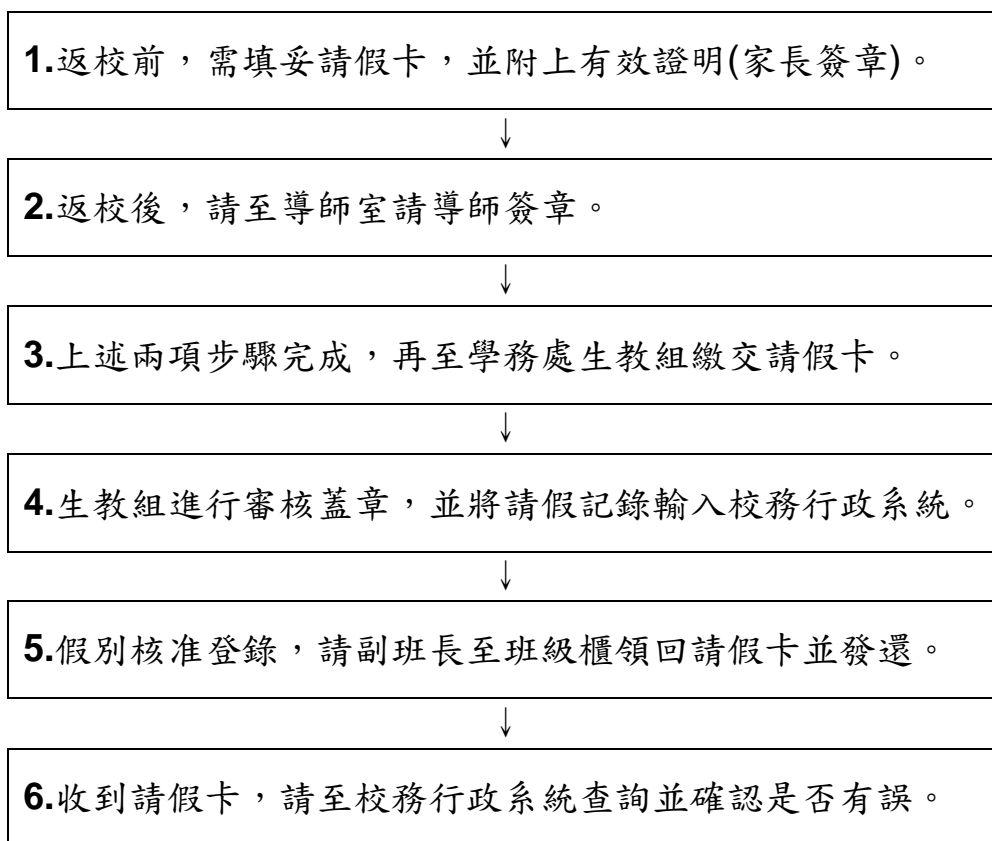 1.返校前，需填妥請假卡，並附上有效證明(家長簽章)。
↓
2.返校後，請至導師室請導師簽章。
↓
3.上述兩項步驟完成，再至學務處生教組繳交請假卡。
↓
4.生教組進行審核蓋章，並將請假記錄輸入校務行政系統。
↓
5.假別核准登錄，請副班長至班級櫃領回請假卡並發還。
↓
6.收到請假卡，請至校務行政系統查詢並確認是否有誤。